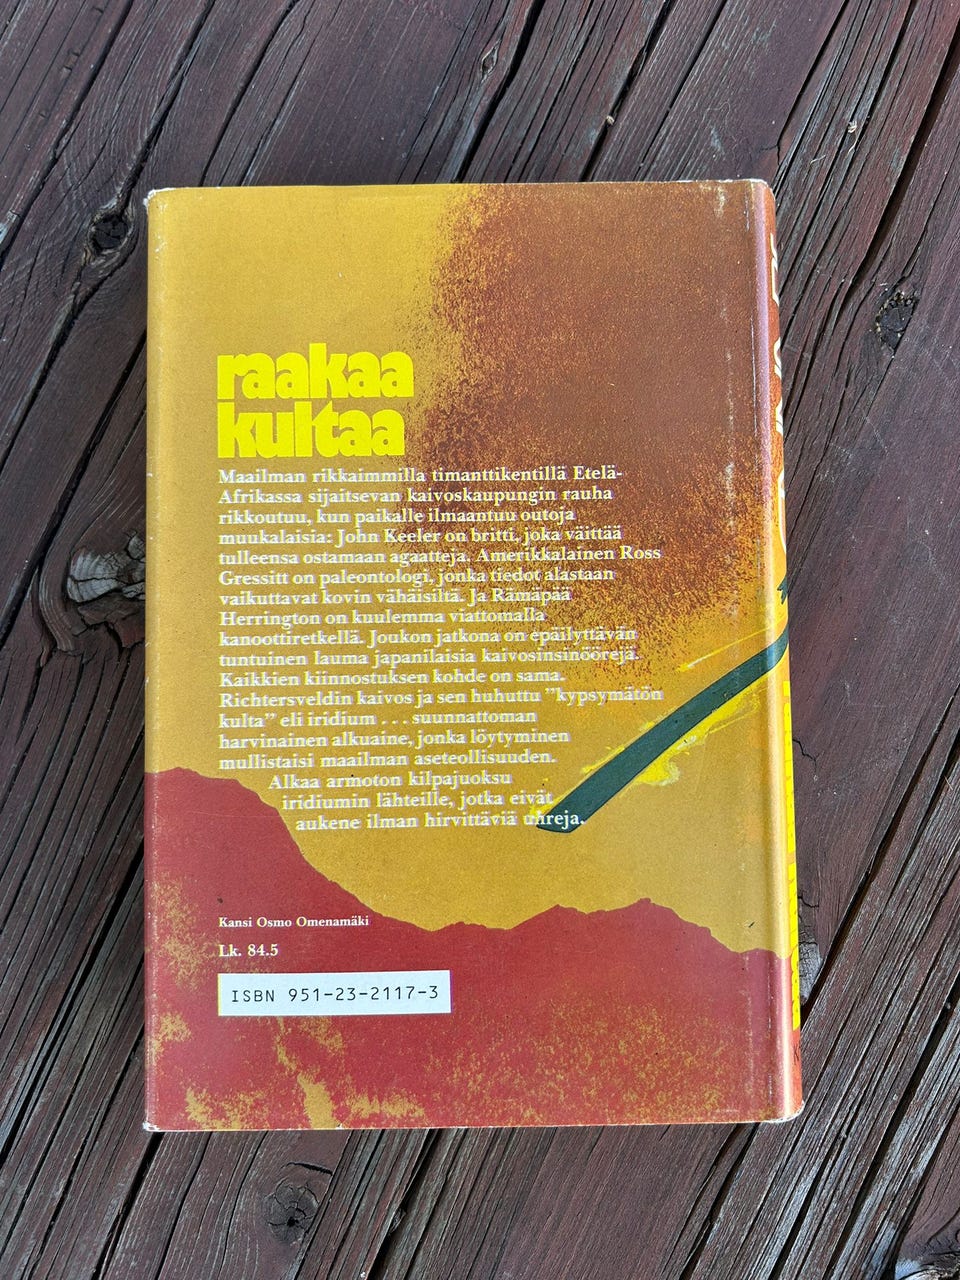 raakaa
kultaa
Maailman rikkaimmilla timanttikentillä Etelä-
Afrikassa sijaitsevan kaivoskaupungin rauha
rikkoutuu, kun paikalle ilmaantuu outoja
muukalaisia: John Keeler on britti, joka väittää
tulleensa ostamaan agaatteja. Amerikkalainen Ross
Gressitt on paleontologi, jonka tiedot alastaan
vaikuttavat kovin vähäisiltä. Ja Rämäpää
Herrington on kuulemma viattomalla
kanoottiretkellä. Joukon jatkona on epäilyttävän
tuntuinen lauma japanilaisia kaivosinsinöörejä.
Kaikkien kiinnostuksen kohde on sama.
Richtersveldin kaivos ja sen huhuttu ”kypsymätön
kulta” eli iridium . . . suunnattoman
harvinainen alkuaine, jonka löytyminen
mullistaisi maailman aseteollisuuden.
Alkaa armoton kilpajuoksu
iridiumin lähteille, jotka eivät
aukene ilman hirvittäviä uhreja.
Kansi Osmo Omenamäki
Lk. 84.5
ISBN 951-23-2117-3